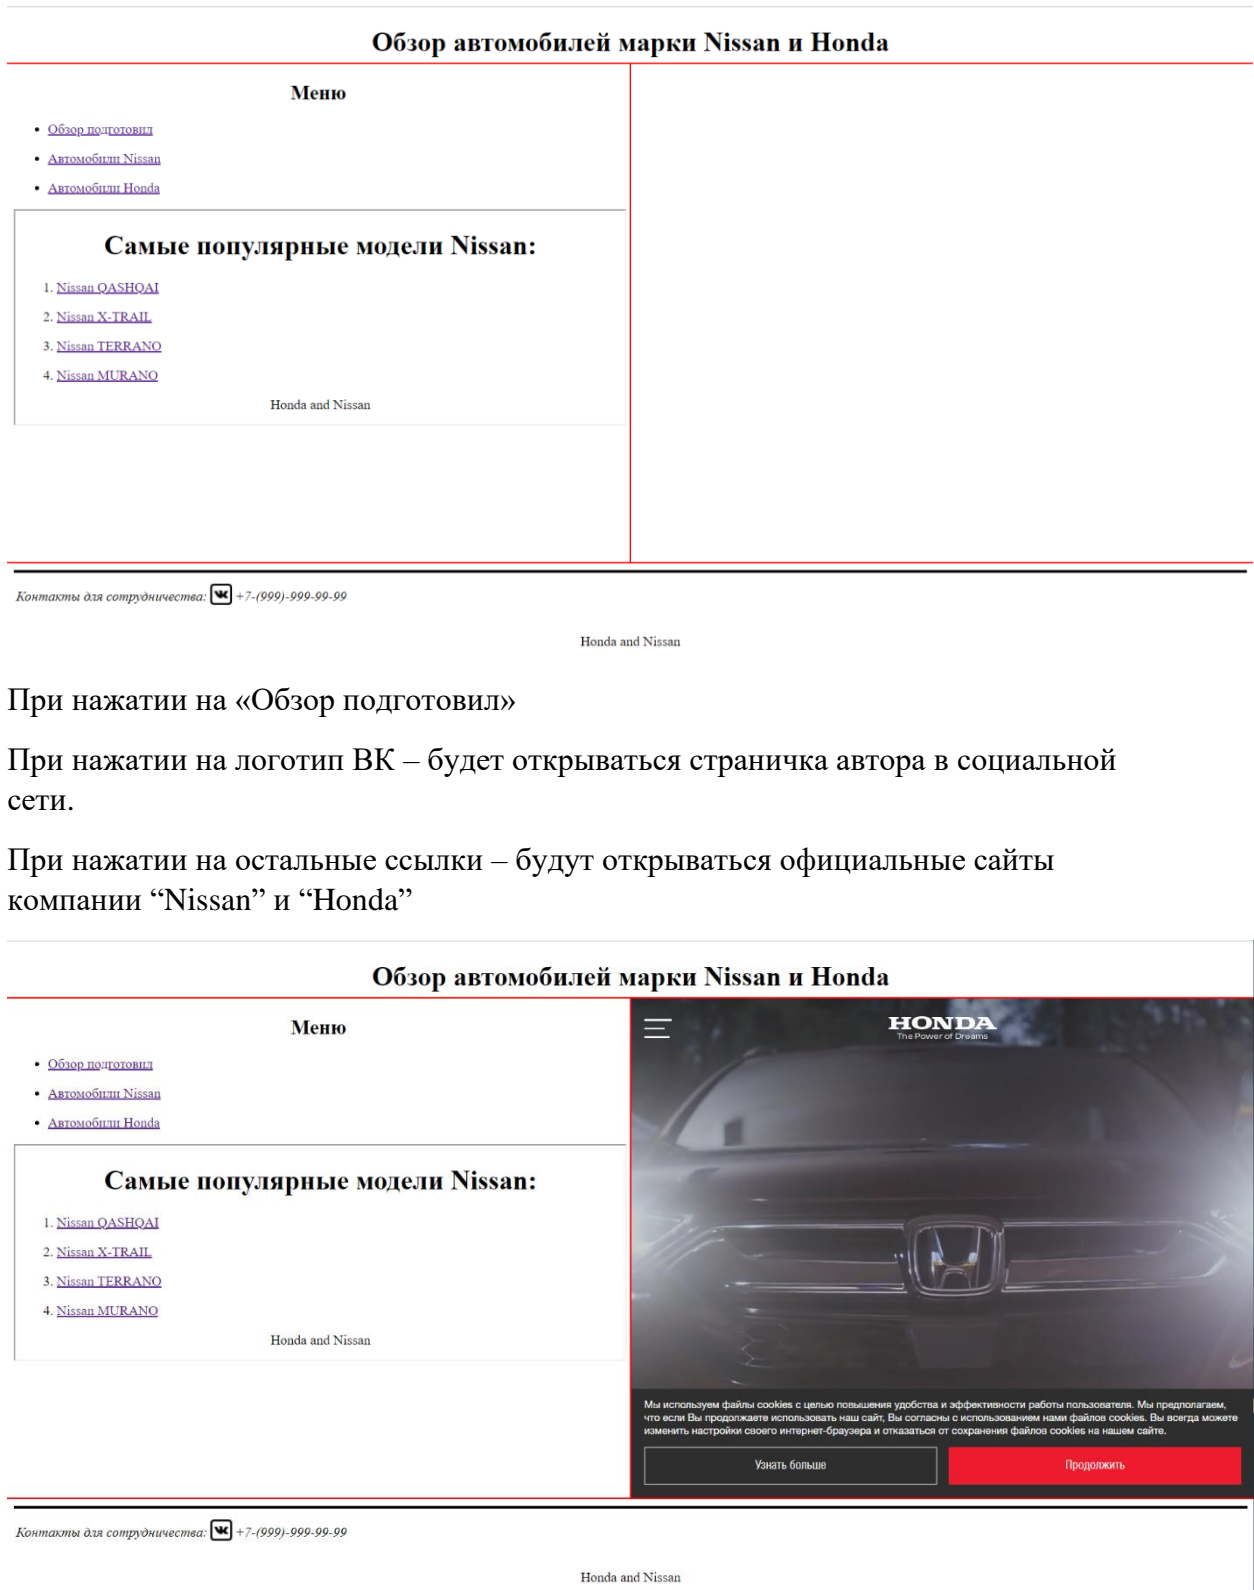 Обзор автомобилей марки Nissan и Honda
Меню
• Обзор подготовил
• Автомобили Nissan
• Автомобили Honda
Самые популярные модели Nissan:
1. Nissan QASHQAI
2. Nissan X-TRAIL
3. Nissan TERRANO
4. Nissan MURANO
Honda and Nissan
Контакты для сотрудничества: +7-(999)-999-99-99
Honda and Nissan
При нажатии на «Обзор подготовил»
При нажатии на логотип ВК – будет открываться страничка автора в социальной
сети.
При нажатии на остальные ссылки – будут открываться официальные сайты
компании “Nissan” и “Honda”
Обзор автомобилей марки Nissan и Honda
Меню
• Обзор подготовил
• Автомобили Nissan
• Автомобили Honda
Самые популярные модели Nissan:
1. Nissan QASHQAI
2. Nissan X-TRAIL
3. Nissan TERRANO
4. Nissan MURANO
Honda and Nissan
HONDA
The Power of Dreams
Мы используем файлы cookies с целью повышения удобства и эффективности работы пользователя. Мы предполагаем,
что если Вы продолжаете использовать наш сайт, Вы согласны с использованием нами файлов cookies. Вы всегда можете
изменить настройки своего интернет-браузера и отказаться от сохранения файлов cookies на нашем сайте.
Узнать больше
Продолжить
Контакты для сотрудничества: +7-(999)-999-99-99
Honda and Nissan